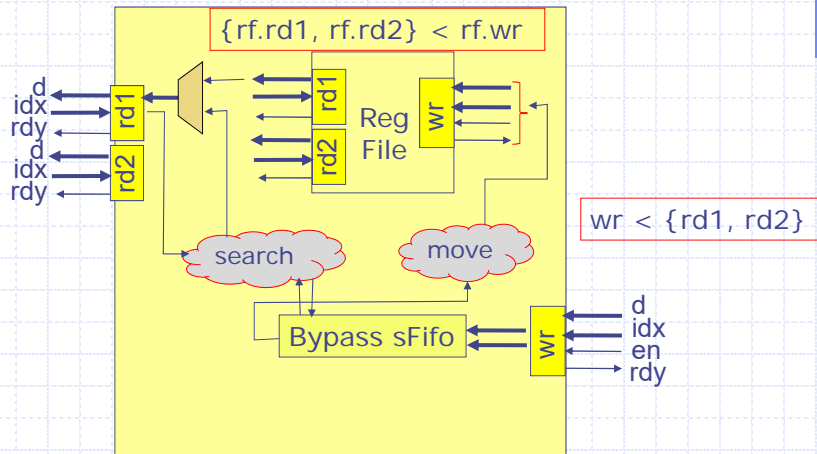 {rf.rd1, rf.rd2} < rf.wr
d
idx
rdy
d
idx
rdy
rd1
rd2
rd1
rd2
Reg
File
wr
wr < {rd1, rd2}
search
move
Bypass sFifo
wr
d
idx
en
rdy